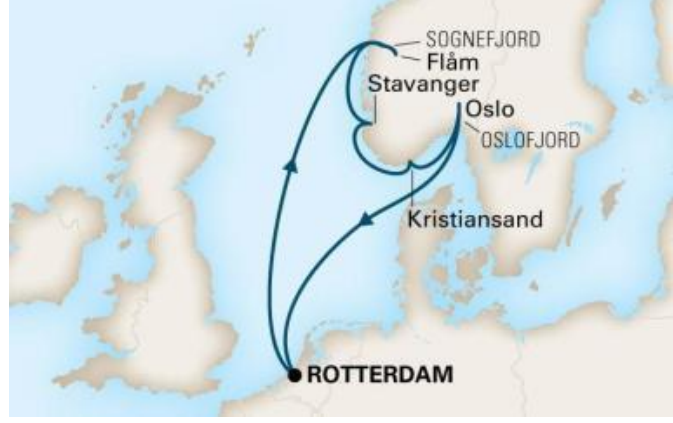 SOGNEFJORD
Flåm
Stavanger
Oslo
OSLOFJORD
Kristiansand
ROTTERDAM